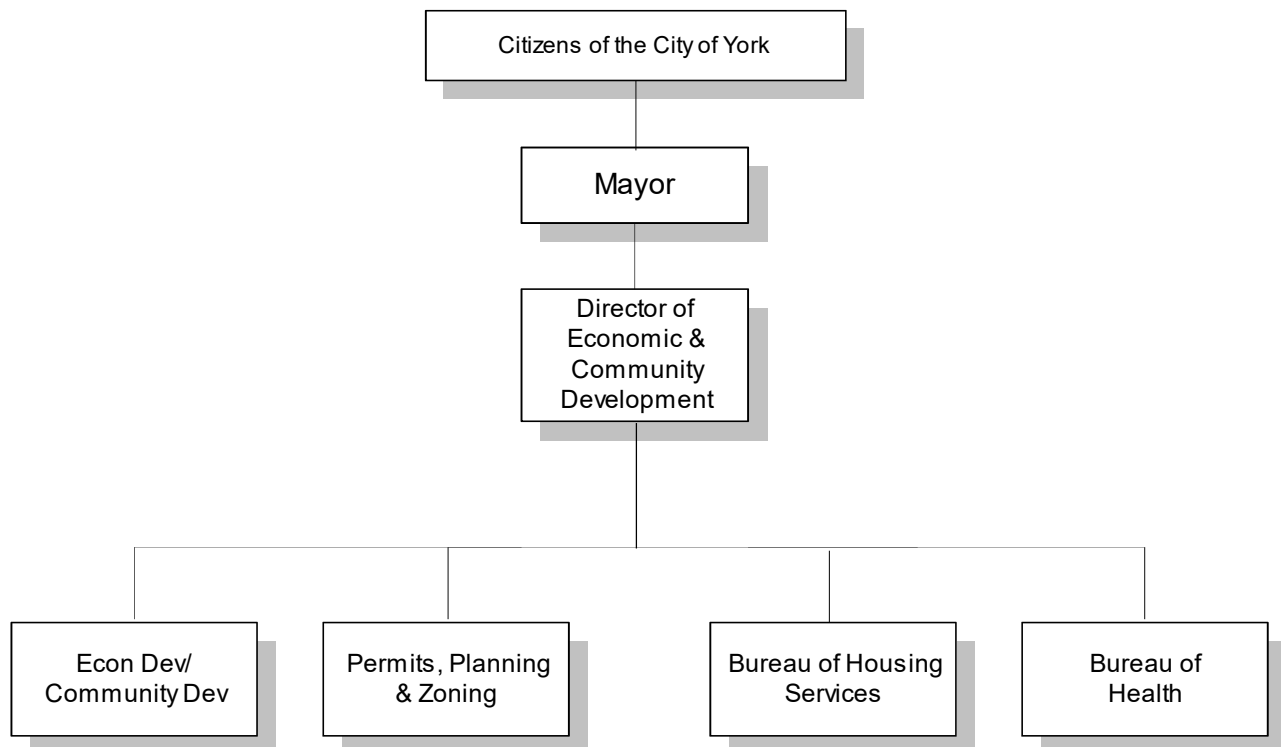 Citizens of the City of York
Mayor
Director of
Economic &
Community
Development
Econ Dev/
Community Dev
Permits, Planning
& Zoning
Bureau of Housing
Services
Bureau of
Health